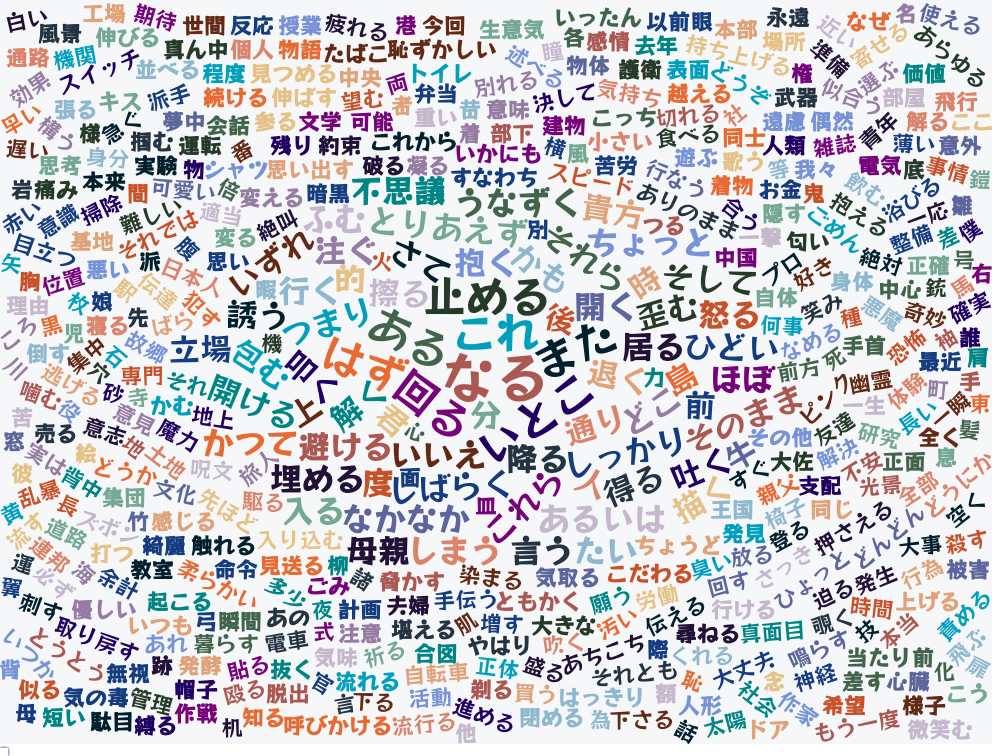 白い 工場 期待 世間 反応 授業 疲れる 港 今回 生意気 いったん 以前 眼 本部 永遠 近い なぜ 名 使える
風景 伸びる 真ん中 個人 物語 たばこ 恥ずかしい 述べる 瞳 各 感情 去年 持ち上げる 場所 準備 寄せる あらゆる
通路 機関 スイッチ 並べる 程度 見つめる 中央 両 トイレ 別れる 物体 護衛 表面 どうぞ 権 似合う 選ぶ 価値
効果 張る キス 派手 続ける 伸ばす 望む 者 弁当 昔 意味 決して 気持ち 越える 武器 部屋 飛行
早い 構う 様 急ぐ 夢中 会話 参る 文学 可能 重い 着 部下 建物 こっち 切れる 社 遠慮 偶然 青年 解る ここ
遅い 掴む 運転 番 残り 約束 これから いかにも 横 風 小さい 食べる 同士 人類 雑誌 薄い 意外
思考 身分 実験 物 シャツ 思い出す 破る 凝る すなわち スピード 苦労 行なう 遊ぶ 歌う 等 我々 電気 底 事情 鎧
岩 痛み 本来 間 可愛い 倍 変える 暗黒 不思議 うなずく 貴方 つる ありのまま 着物 お金 鬼 飲む 浴びる
赤い 意識 掃除 難しい 適当 絶叫 ふむ とりあえず 別 それら ちょっと 合う 隠す ごめん 抱える 一応 雛
目立つ 基地 それでは 腹 変る いずれ 注ぐ 火 さて 抱く かも 中国 撃 匂い 整備 差 僕
矢 胸 位置 悪い 派 日本人 思い 暇 行く 的 擦る 止める 時 そして プロ 好き 絶対 正確 号
理由 娘 駅 伝達 犯す 誘う つまり ある これ 後 開く 歪む 怒る 自体 身体 中心 銃 馬 右
ころ 黒 児 寝る 先 ばら 機 はず なる また 居る ひどい 何事 笑み 種 悪魔 奇妙 確実
川 倒す 集中 石 故郷 立場 包む 叩く 回る いとこ 退く カ 島 ほぼ なめる 前方 死 手首 恐怖 袖 誰
逃げる 穴 専門 それ 開ける 上 解く 君 心 分 通り どこ 前 そのまま ピンク 幽霊 体験 最近 肩
噛む 役 砂 寺 かむ 地上 かつて 避ける いいえ 降る しっかり 牛 その他 友達 一生 長い 町 手
苦 売る 意見 魔力 旅人 埋める 度 面 しばらく 皿 これら イ 得る 吐く すぐ 大佐 解決 研究 全く 一瞬 東
窓 絵 意志 地 土地 呪文 駆る 入る なかなか あるいは 描く 王国 親父 支配 不安 正面 息 髪
彼 実は 背中 どうか 文化 先ほど 椅子 同じ 光景 全部 どうにか
乱暴 長 集団 竹 感じる 入り込む 母親 しまう 言う たい ちょうど 発見 登る 押さえる 空く
黄 流 道路 ズボン 打つ 綺麗 触れる 見送る 柳 諸 脅かす 染まる 気取る こだわる 臭い 放る さっき どんどん 大事 殺す
連邦 海 余計 教室 柔らかい 命令 多少 ごみ 夜 計画 夫婦 手伝う ともかく 願う 労働 回す ひょっと 迫る 発生 行為 被害
運 必ず 優しい 起こる 弓 瞬間 あの 式 注意 堪える 肌 増す 大きな 汚い 伝える 行ける 覗く 技 時間 上げる
翼 刺す 取り戻す いつも あれ 暮らす 電車 気味 祈る 合図 やはり 吹く 際 尋ねる 真面目 鳴らす 本当 責める
いつか とうとう 無視 跡 発酵 貼る 抜く 官 流れる 自転車 正体 盛る あちこち それとも くれる 大丈夫 神経 当たり前 化 飛ぶ 扉
背 似る 気の毒 管理 帽子 殴る 脱出 言 下る 活動 剃る 買う はっきり 額 恥 人形 社会 念 作家 希望 差す 心臓 こう
母 短い 駄目 縛る 作戦 机 知る 呼びかける 流行る 他 進める 閉める 為 下さる 話 太陽 ドア もう一度 様子 微笑む